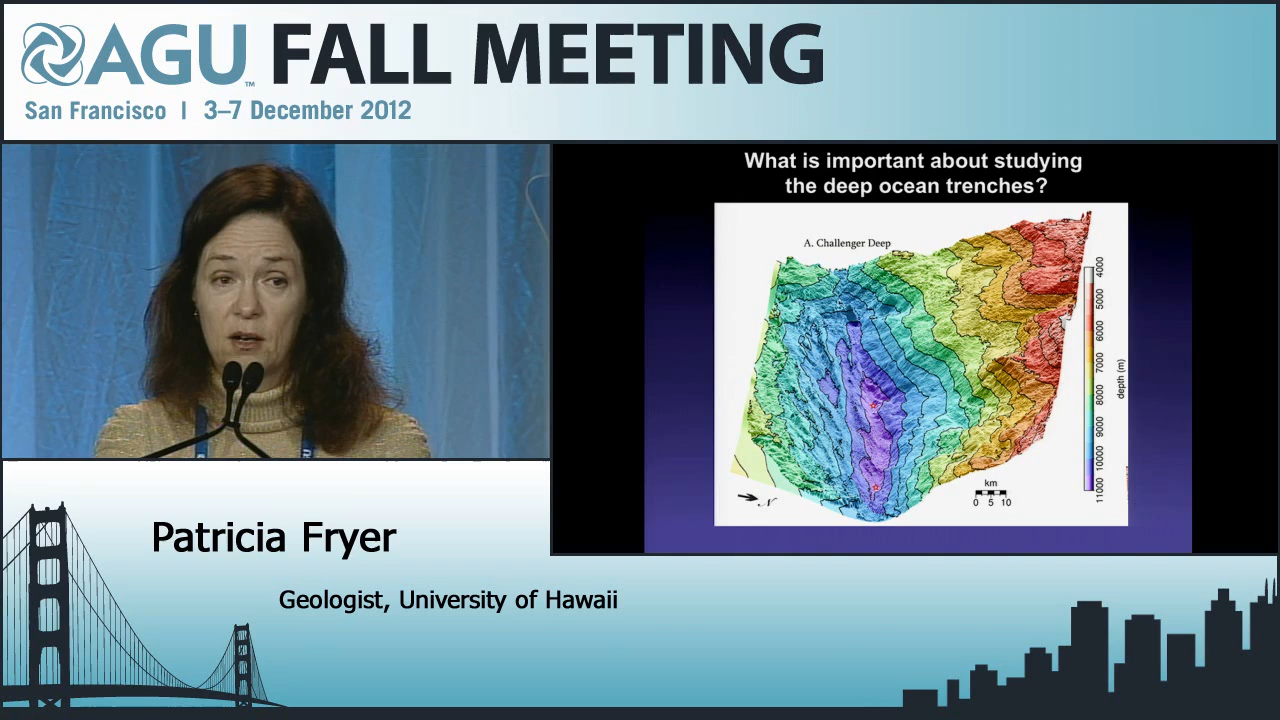 AGU™ FALL MEETING
San Francisco | 3–7 December 2012
What is important about studying
the deep ocean trenches?
A. Challenger Deep
4000
5000
6000
7000
8000
9000
10000
11000
depth (m)
km
0 5 10
N
Patricia Fryer
Geologist, University of Hawaii